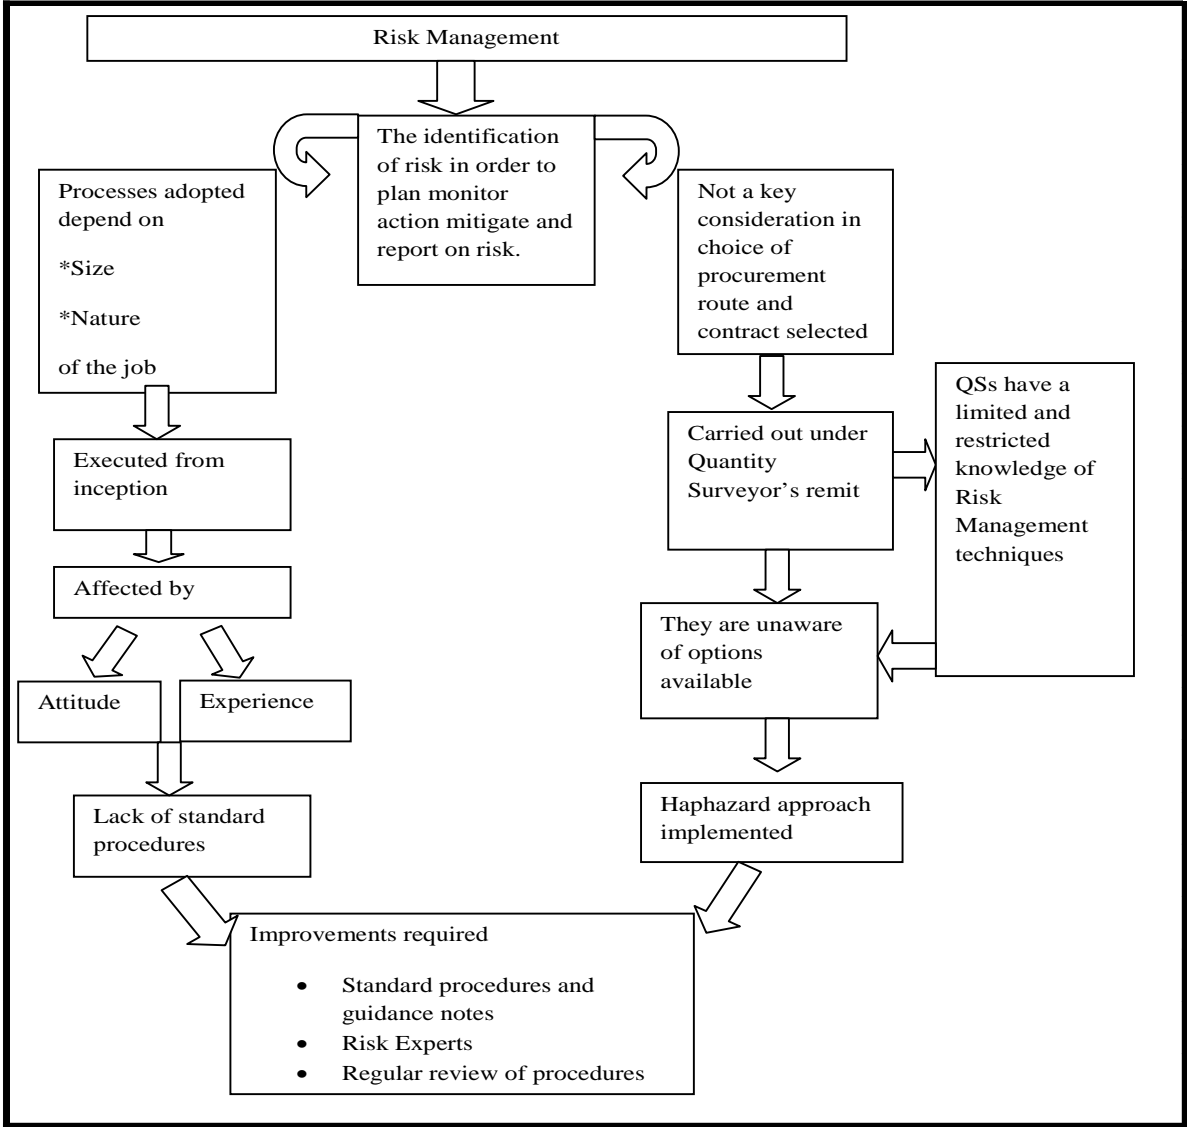 Risk Management
The identification
of risk in order to
plan monitor
action mitigate and
report on risk.
Processes adopted
depend on
*Size
*Nature
of the job
Executed from
inception
Affected by
Attitude
Experience
Lack of standard
procedures
Not a key
consideration in
choice of
procurement
route and
contract selected
Carried out under
Quantity
Surveyor’s remit
QSs have a
limited and
restricted
knowledge of
Risk
Management
techniques
They are unaware
of options
available
Haphazard approach
implemented
Improvements required
• Standard procedures and
guidance notes
• Risk Experts
• Regular review of procedures